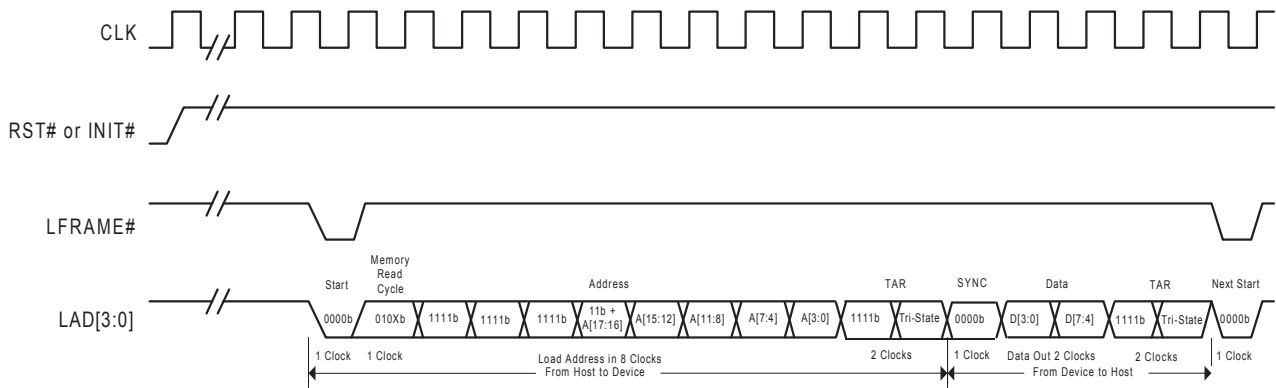 CLK
RST# or INIT#
LFRAME#
Memory
Read
Cycle
Start
Address
TAR
SYNC
Data
TAR
Next Start
LAD[3:0]
0000b
010Xb
1111b
1111b
1111b
11b +
A[17:16]
A[15:12]
A[11:8]
A[7:4]
A[3:0]
1111b
Tri-State
0000b
D[3:0]
D[7:4]
1111b
Tri-State
0000b
1 Clock
1 Clock
Load Address in 8 Clocks
2 Clocks
1 Clock
Data Out 2 Clocks
2 Clocks
1 Clock
From Host to Device
From Device to Host